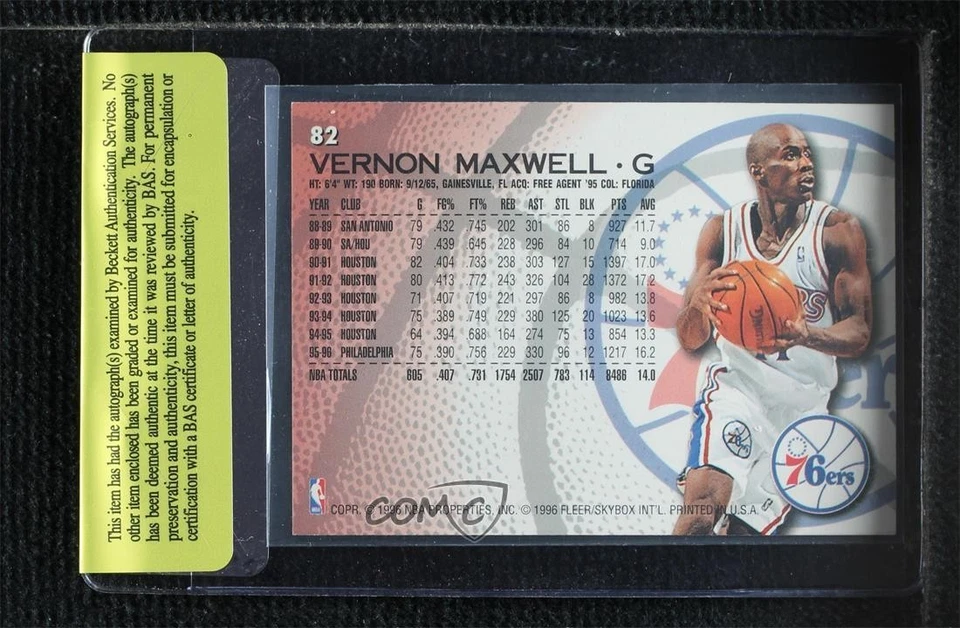 This item has had the autograph(s) examined by Beckett Authentication Services. No
other item enclosed has been graded or examined for authenticity. The autograph(s)
has been deemed authentic at the time it was reviewed by BAS. For permanent
preservation and authenticity, this item must be submitted for encapsulation or
certification with a BAS certificate or letter of authenticity.
82
VERNON MAXWELL · G
HT: 6'4" WT: 190 BORN: 9/12/65, GAINESVILLE, FL ACQ: FREE AGENT '95 COL: FLORIDA
YEAR CLUB G FG% FT% REB AST STL BLK PTS AVG
88-89 SAN ANTONIO 79 .432 .745 202 301 86 8 927 11.7
89-90 SA/HOU 79 .439 .645 228 296 84 10 714 9.0
90-91 HOUSTON 82 .404 .733 238 303 127 15 1397 17.0
91-92 HOUSTON 80 .413 .772 243 326 104 28 1372 17.2
92-93 HOUSTON 71 .407 .719 221 297 86 8 982 13.8
93-94 HOUSTON 75 .389 .749 229 380 125 20 1023 13.6
94-95 HOUSTON 64 .394 .688 164 274 75 13 854 13.3
95-96 PHILADELPHIA 75 .390 .756 229 330 96 12 1217 16.2
NBA TOTALS 605 .407 .731 1754 2507 783 114 8486 14.0
76ers
COPR. © 1996 NBA PROPERTIES, INC. © 1996 FLEER/SKYBOX INT'L. PRINTED IN U.S.A.
COMC